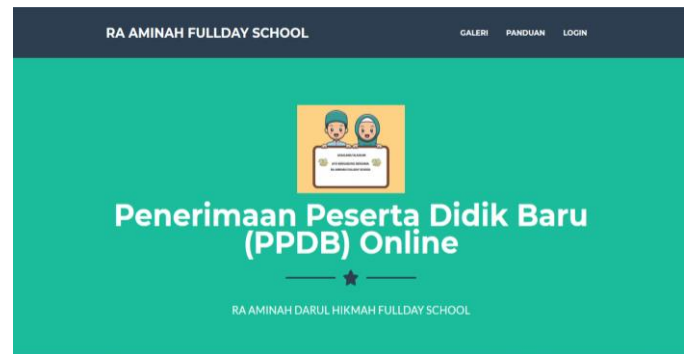 RA AMINAH FULLDAY SCHOOL
GALERI PANDUAN LOGIN
Penerimaan Peserta Didik Baru
(PPDB) Online
RA AMINAH DARUL HIKMAH FULLDAY SCHOOL